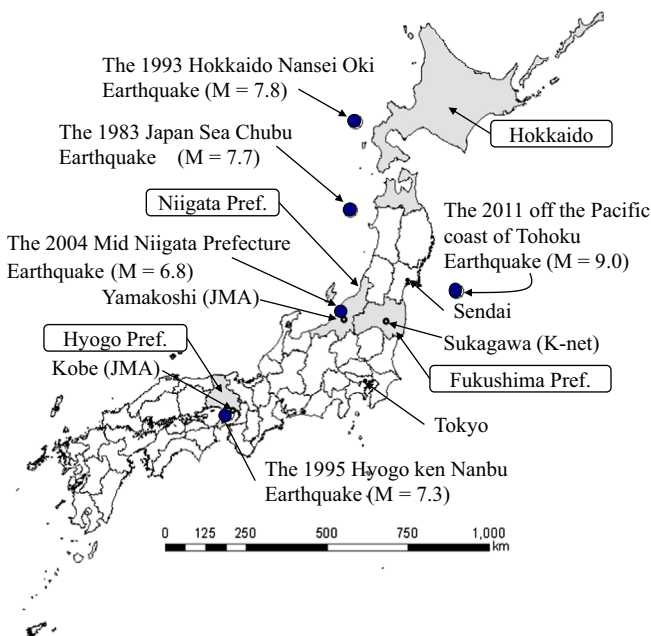 The 1993 Hokkaido Nansei Oki
Earthquake (M = 7.8)
Hokkaido
The 1983 Japan Sea Chubu
Earthquake (M = 7.7)
Niigata Pref.
The 2011 off the Pacific
coast of Tohoku
Earthquake (M = 9.0)
The 2004 Mid Niigata Prefecture
Earthquake (M = 6.8)
Yamakoshi (JMA)
Sendai
Sukagawa (K-net)
Hyogo Pref.
Kobe (JMA)
Fukushima Pref.
Tokyo
The 1995 Hyogo ken Nanbu
Earthquake (M = 7.3)
0 125 250 500 750 1,000
km